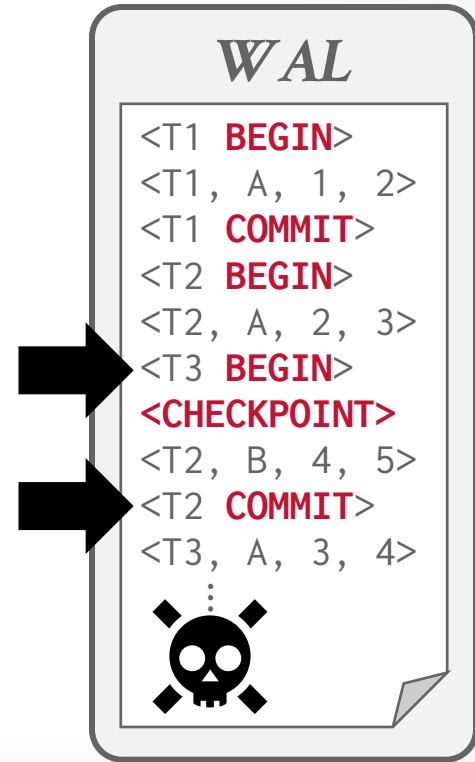 WAL
<T1 BEGIN>
<T1, A, 1, 2>
<T1 COMMIT>
<T2 BEGIN>
<T2, A, 2, 3>
<T3 BEGIN>
<CHECKPOINT>
<T2, B, 4, 5>
<T2 COMMIT>
<T3, A, 3, 4>
⋮